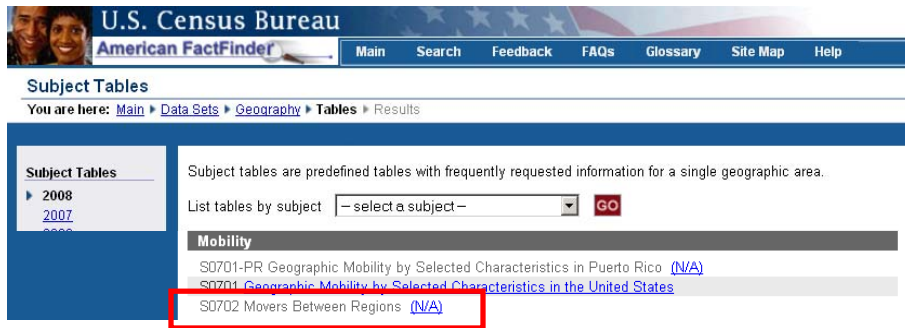 U.S. Census Bureau
American FactFinder
Main Search Feedback FAQs Glossary Site Map Help
Subject Tables
You are here: Main Data Sets Geography Tables Results
Subject Tables
2008
2007
Subject tables are predefined tables with frequently requested information for a single geographic area.
List tables by subject – select a subject – GO
Mobility
S0701-PR Geographic Mobility by Selected Characteristics in Puerto Rico (N/A)
S0701 Geographic Mobility by Selected Characteristics in the United States
S0702 Movers Between Regions (N/A)